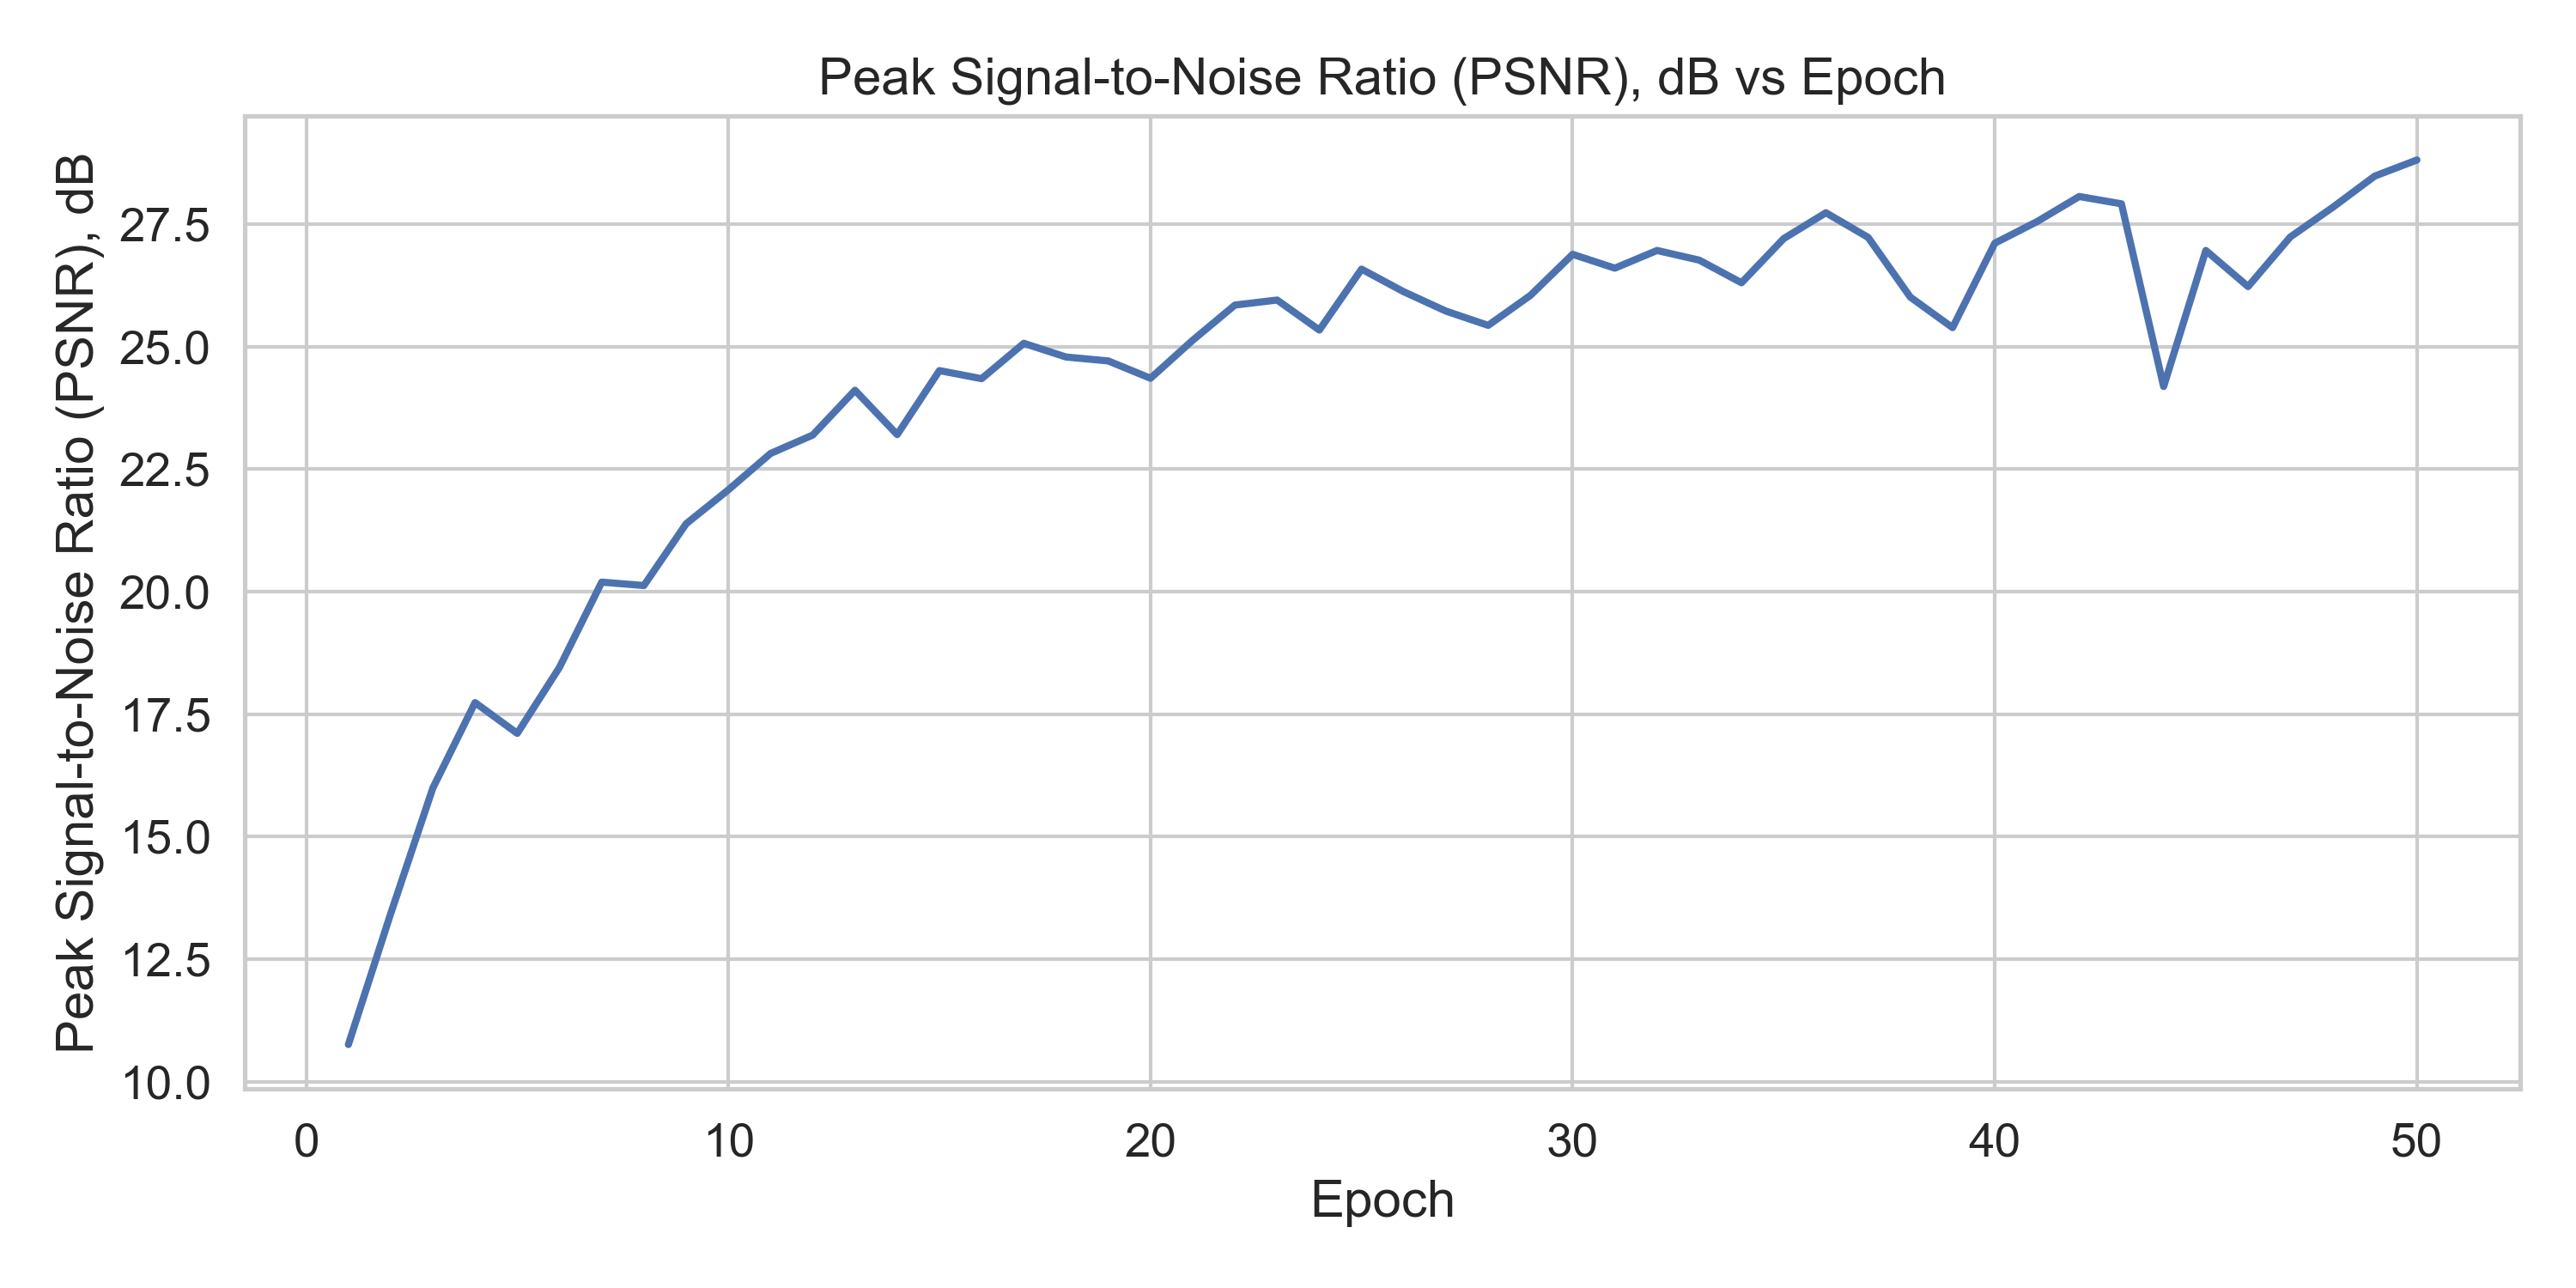 Peak Signal-to-Noise Ratio (PSNR), dB vs Epoch
Peak Signal-to-Noise Ratio (PSNR), dB
27.5
25.0
22.5
20.0
17.5
15.0
12.5
10.0
0 10 20 30 40 50
Epoch